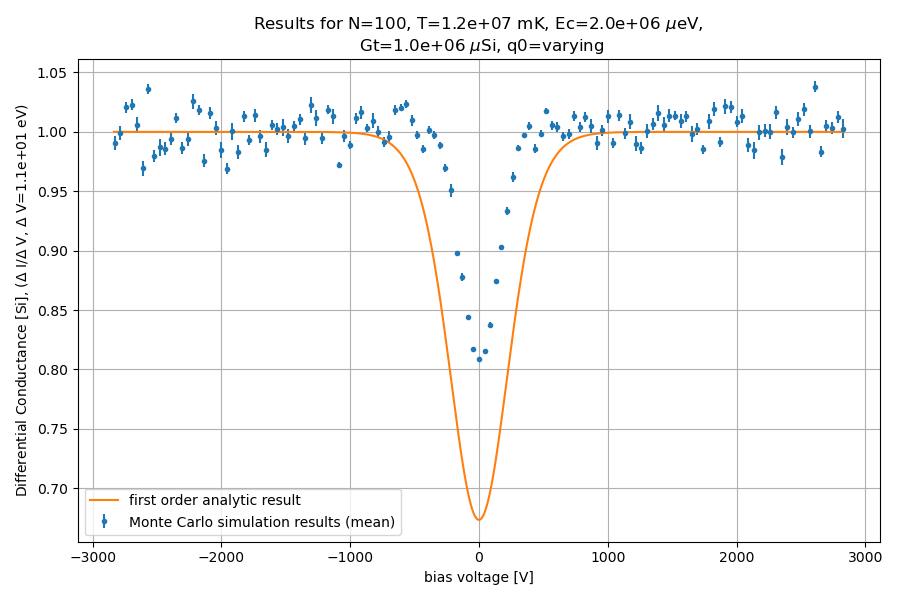 Results for N=100, T=1.2e+07 mK, Ec=2.0e+06 μeV,
Gt=1.0e+06 μSi, q0=varying
Differential Conductance [Si], (Δ I/Δ V, Δ V=1.1e+01 eV)
1.05
1.00
0.95
0.90
0.85
0.80
0.75
0.70
first order analytic result
Monte Carlo simulation results (mean)
−3000 −2000 −1000 0 1000 2000 3000
bias voltage [V]